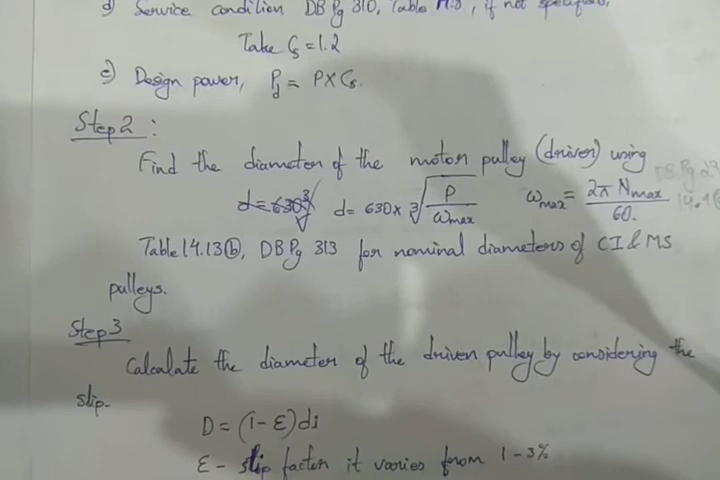 d) Service condition DB Pg 310, Table 14.8, if not specified,
Take Cs = 1.2
e) Design power, Pd = P × Cs.
Step 2 :
Find the diameter of the motor pulley (driver) using
d = 630 ∛ d = 630 × ∛(P / ωmax) ωmax = 2π Nmax / 60.
Table 14.13(b), DB Pg 313 for nominal diameters of CI & MS
pulleys.
Step 3
Calculate the diameter of the driven pulley by considering the
slip.
D = (1 - ε) di
ε - slip factor it varies from 1 - 3%